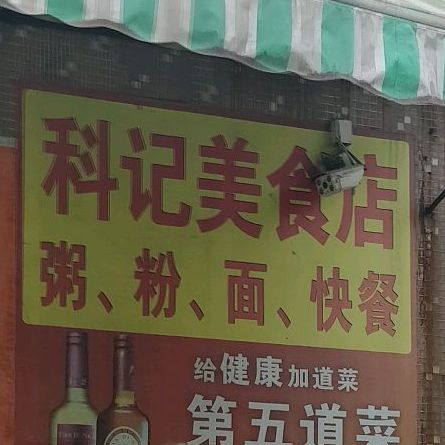 科记美食店
粥、粉、面、快餐
给健康加道菜
第五道菜